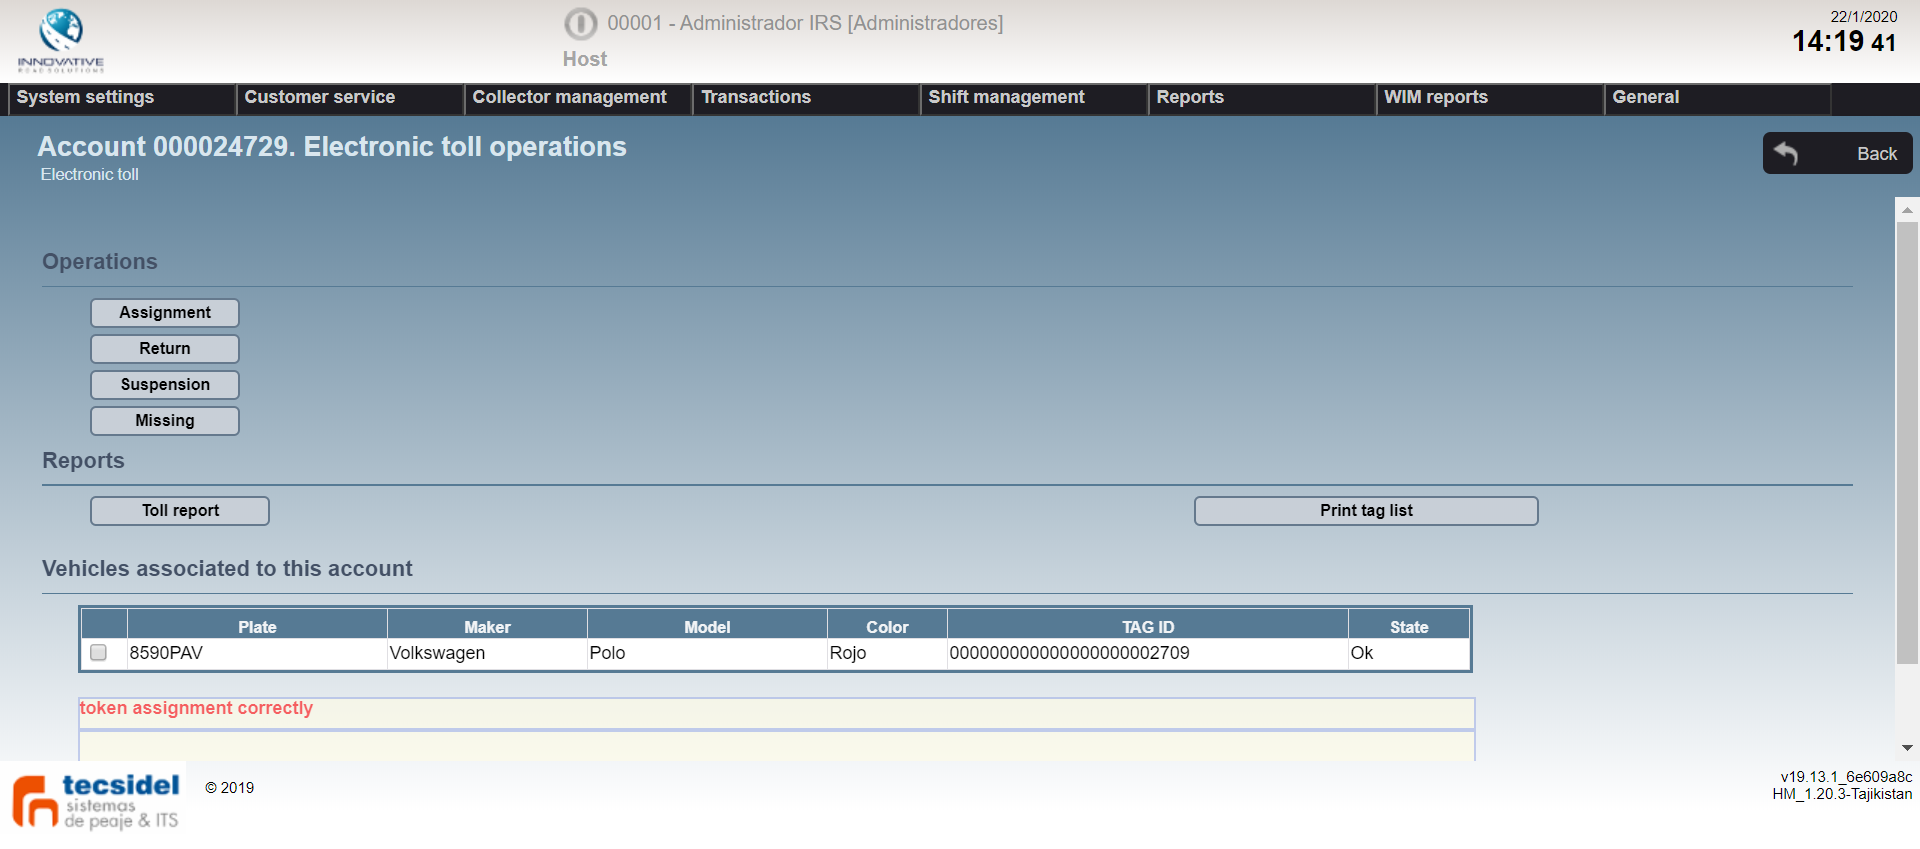 INNOVATIVE
ROAD SOLUTIONS
00001 - Administrador IRS [Administradores]
Host
22/1/2020
14:19 41
System settings
Customer service
Collector management
Transactions
Shift management
Reports
WIM reports
General
Account 000024729. Electronic toll operations
Electronic toll
Back
Operations
Assignment
Return
Suspension
Missing
Reports
Toll report
Print tag list
Vehicles associated to this account
Plate Maker Model Color TAG ID State
8590PAV Volkswagen Polo Rojo 000000000000000000002709 Ok
token assignment correctly
tecsidel
sistemas
de peaje & ITS
© 2019
v19.13.1_6e609a8c
HM_1.20.3-Tajikistan